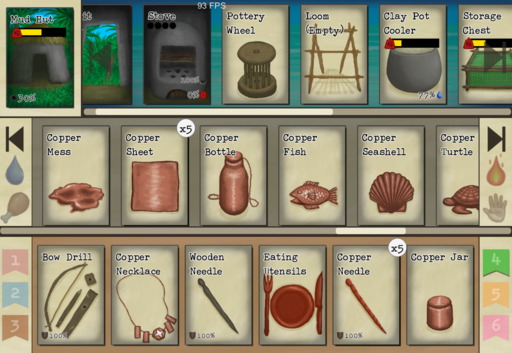 93 FPS
Mud Hut
it
Stove
Pottery
Wheel
Loom
(Empty)
Clay Pot
Cooler
Storage
Chest
30%
0%
77%
Copper
Mess
Copper
Sheet
x5
Copper
Bottle
Copper
Fish
Copper
Seashell
Copper
Turtle
Bow Drill
100%
Copper
Necklace
Wooden
Needle
100%
Eating
Utensils
Copper
Needle
x5
100%
Copper Jar
1
2
3
4
5
6